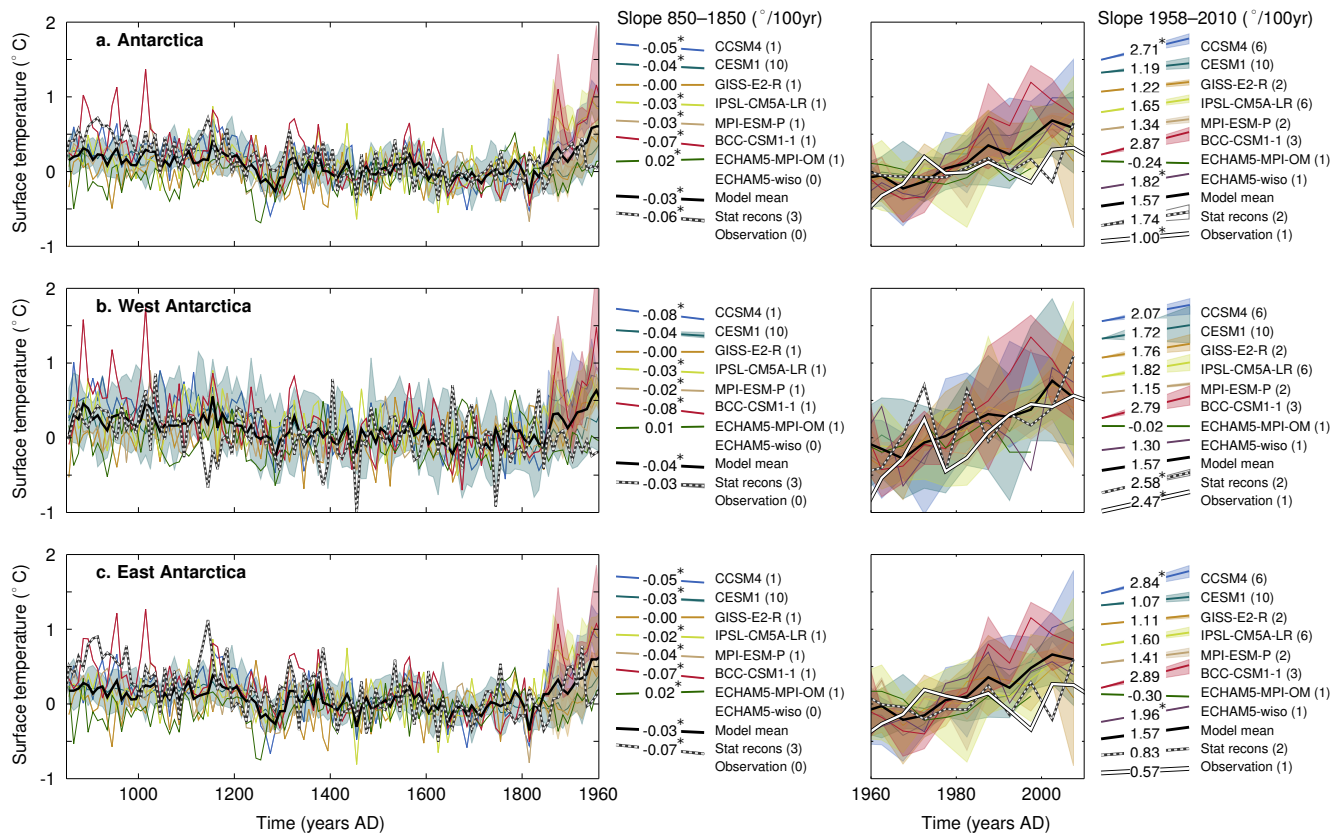 Slope 850–1850 (°/100yr)
Slope 1958–2010 (°/100yr)
Surface temperature (°C)
2
1
0
-1
a. Antarctica
-0.05* CCSM4 (1)
-0.04* CESM1 (10)
-0.00 GISS-E2-R (1)
-0.03* IPSL-CM5A-LR (1)
-0.03* MPI-ESM-P (1)
-0.07* BCC-CSM1-1 (1)
0.02* ECHAM5-MPI-OM (1)
ECHAM5-wiso (0)
-0.03* Model mean
-0.06* Stat recons (3)
Observation (0)
2.71* CCSM4 (6)
1.19 CESM1 (10)
1.22 GISS-E2-R (2)
1.65 IPSL-CM5A-LR (6)
1.34 MPI-ESM-P (2)
2.87 BCC-CSM1-1 (3)
-0.24 ECHAM5-MPI-OM (1)
1.82* ECHAM5-wiso (1)
1.57 Model mean
1.74 Stat recons (2)
1.00* Observation (1)
Surface temperature (°C)
2
1
0
-1
b. West Antarctica
-0.08* CCSM4 (1)
-0.04 CESM1 (10)
-0.00 GISS-E2-R (1)
-0.03* IPSL-CM5A-LR (1)
-0.02* MPI-ESM-P (1)
-0.08* BCC-CSM1-1 (1)
0.01 ECHAM5-MPI-OM (1)
ECHAM5-wiso (0)
-0.04* Model mean
-0.03 Stat recons (3)
Observation (0)
2.07 CCSM4 (6)
1.72 CESM1 (10)
1.76 GISS-E2-R (2)
1.82 IPSL-CM5A-LR (6)
1.15 MPI-ESM-P (2)
2.79 BCC-CSM1-1 (3)
-0.02 ECHAM5-MPI-OM (1)
1.30 ECHAM5-wiso (1)
1.57 Model mean
2.58* Stat recons (2)
2.47* Observation (1)
Surface temperature (°C)
2
1
0
-1
c. East Antarctica
-0.05* CCSM4 (1)
-0.03* CESM1 (10)
-0.00 GISS-E2-R (1)
-0.02* IPSL-CM5A-LR (1)
-0.04* MPI-ESM-P (1)
-0.07* BCC-CSM1-1 (1)
0.02* ECHAM5-MPI-OM (1)
ECHAM5-wiso (0)
-0.03* Model mean
-0.07* Stat recons (3)
Observation (0)
2.84* CCSM4 (6)
1.07 CESM1 (10)
1.11 GISS-E2-R (2)
1.60 IPSL-CM5A-LR (6)
1.41 MPI-ESM-P (2)
2.89 BCC-CSM1-1 (3)
-0.30 ECHAM5-MPI-OM (1)
1.96* ECHAM5-wiso (1)
1.57 Model mean
0.83 Stat recons (2)
0.57 Observation (1)
1000 1200 1400 1600 1800 1960
1960 1980 2000
Time (years AD)
Time (years AD)